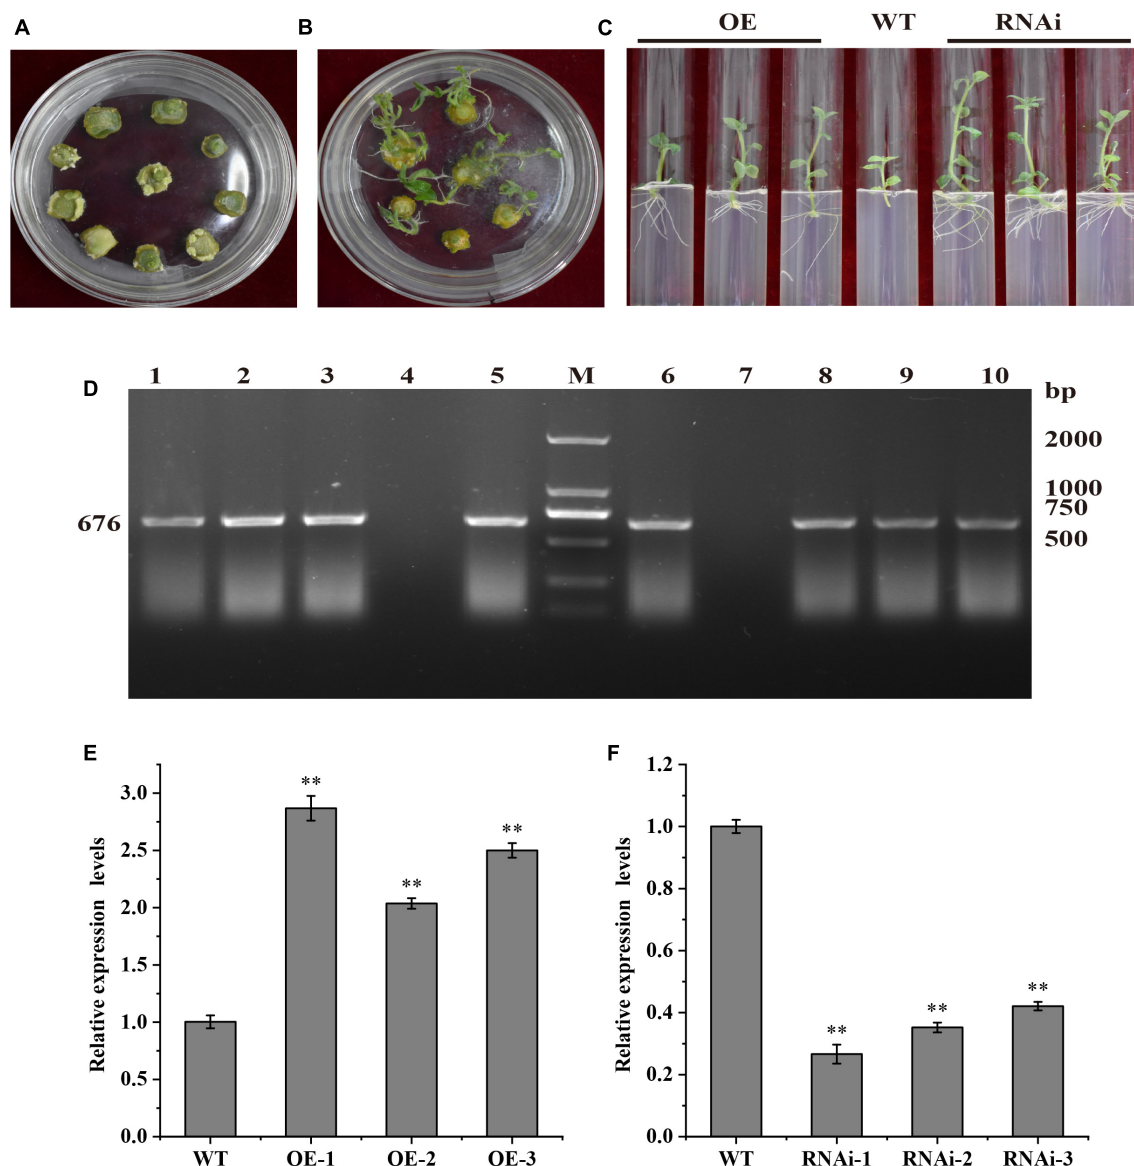 A
B
C
OE WT RNAi
D
1 2 3 4 5 M 6 7 8 9 10 bp
2000
1000
750
676
500
E
Relative expression levels
3.0
2.5
2.0
1.5
1.0
0.5
0.0
**
**
**
WT OE-1 OE-2 OE-3
F
Relative expression levels
1.2
1.0
0.8
0.6
0.4
0.2
0.0
**
**
**
WT RNAi-1 RNAi-2 RNAi-3